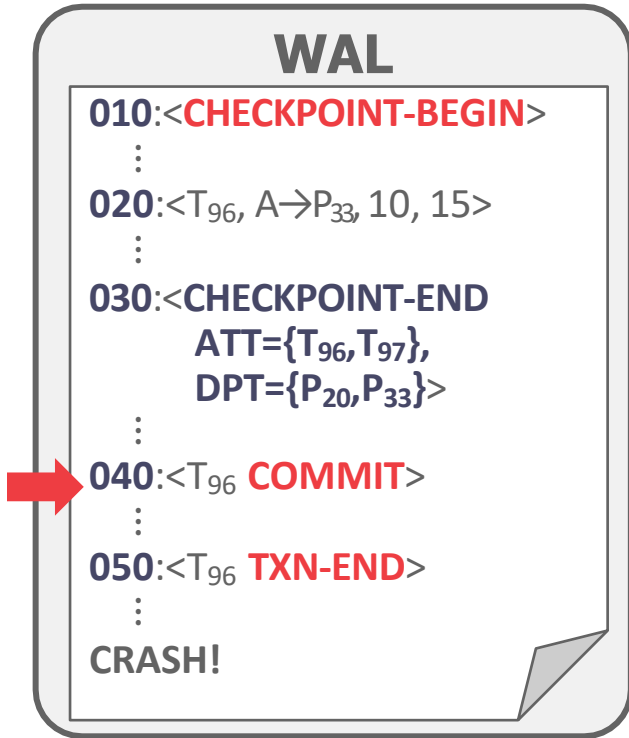 WAL
010:<CHECKPOINT-BEGIN>
⋮
020:<T₉₆, A→P₃₃, 10, 15>
⋮
030:<CHECKPOINT-END
ATT={T₉₆,T₉₇},
DPT={P₂₀,P₃₃}>
⋮
040:<T₉₆ COMMIT>
⋮
050:<T₉₆ TXN-END>
⋮
CRASH!